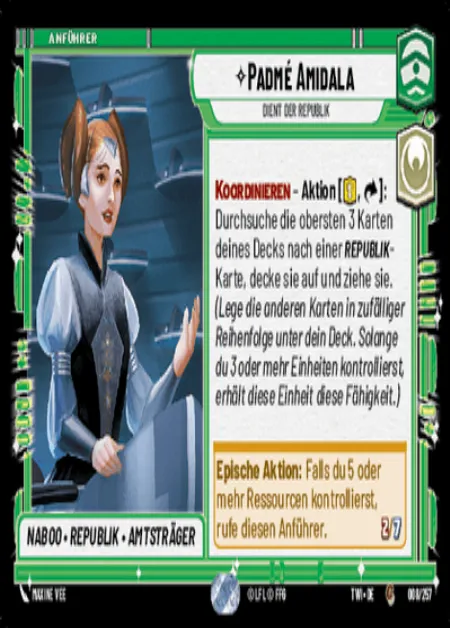 ANFÜHRER
PADMÉ AMIDALA
DIENT DER REPUBLIK
KOORDINIEREN – Aktion [1, ]:
Durchsuche die obersten 3 Karten
deines Decks nach einer REPUBLIK-
Karte, decke sie auf und ziehe sie.
(Lege die anderen Karten in zufälliger
Reihenfolge unter dein Deck. Solange
du 3 oder mehr Einheiten kontrollierst,
erhält diese Einheit diese Fähigkeit.)
Epische Aktion: Falls du 5 oder
mehr Ressourcen kontrollierst,
rufe diesen Anführer.
2 7
NABOO • REPUBLIK • AMTSTRÄGER
MAXINE VEE
© LFL © FFG
TWI • DE